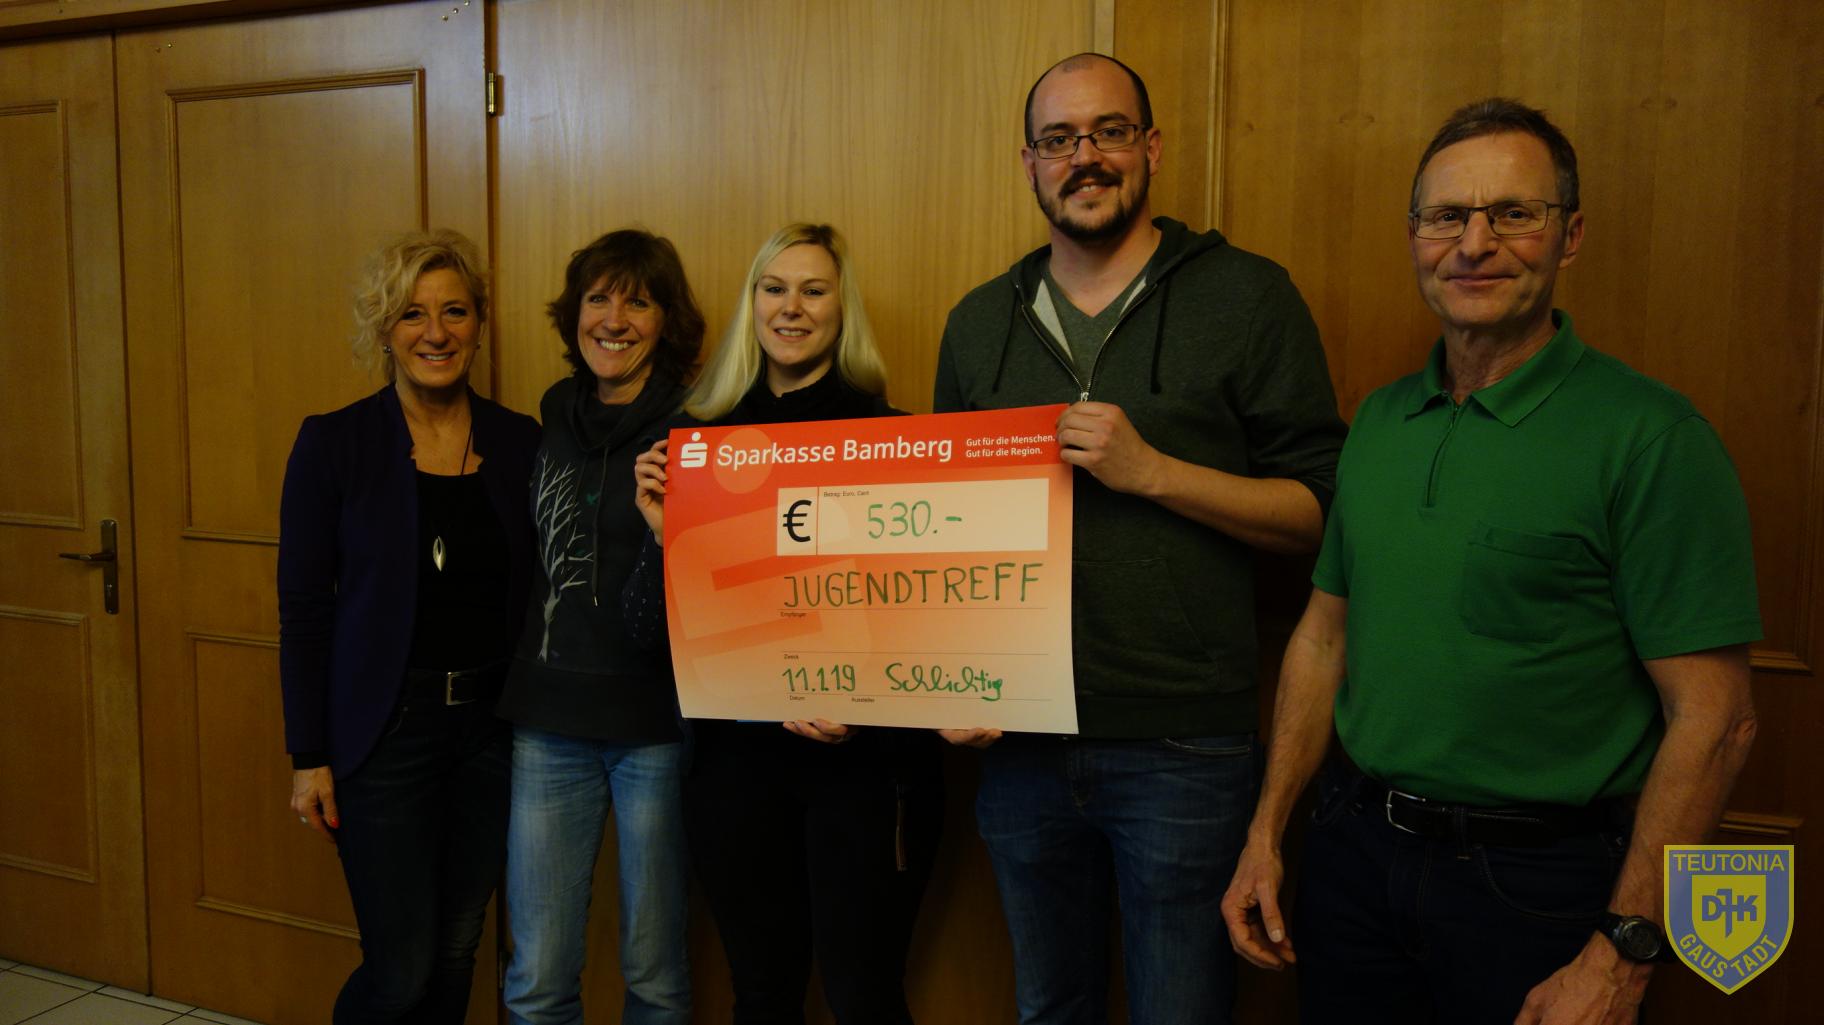 Sparkasse Bamberg
Gut für die Menschen.
Gut für die Region.
Betrag: Euro, Cent
€ 530.-
JUGENDTREFF
Empfänger
Zweck
11.1.19 Schlichting
Datum Aussteller
TEUTONIA
DJK
GAUSTADT